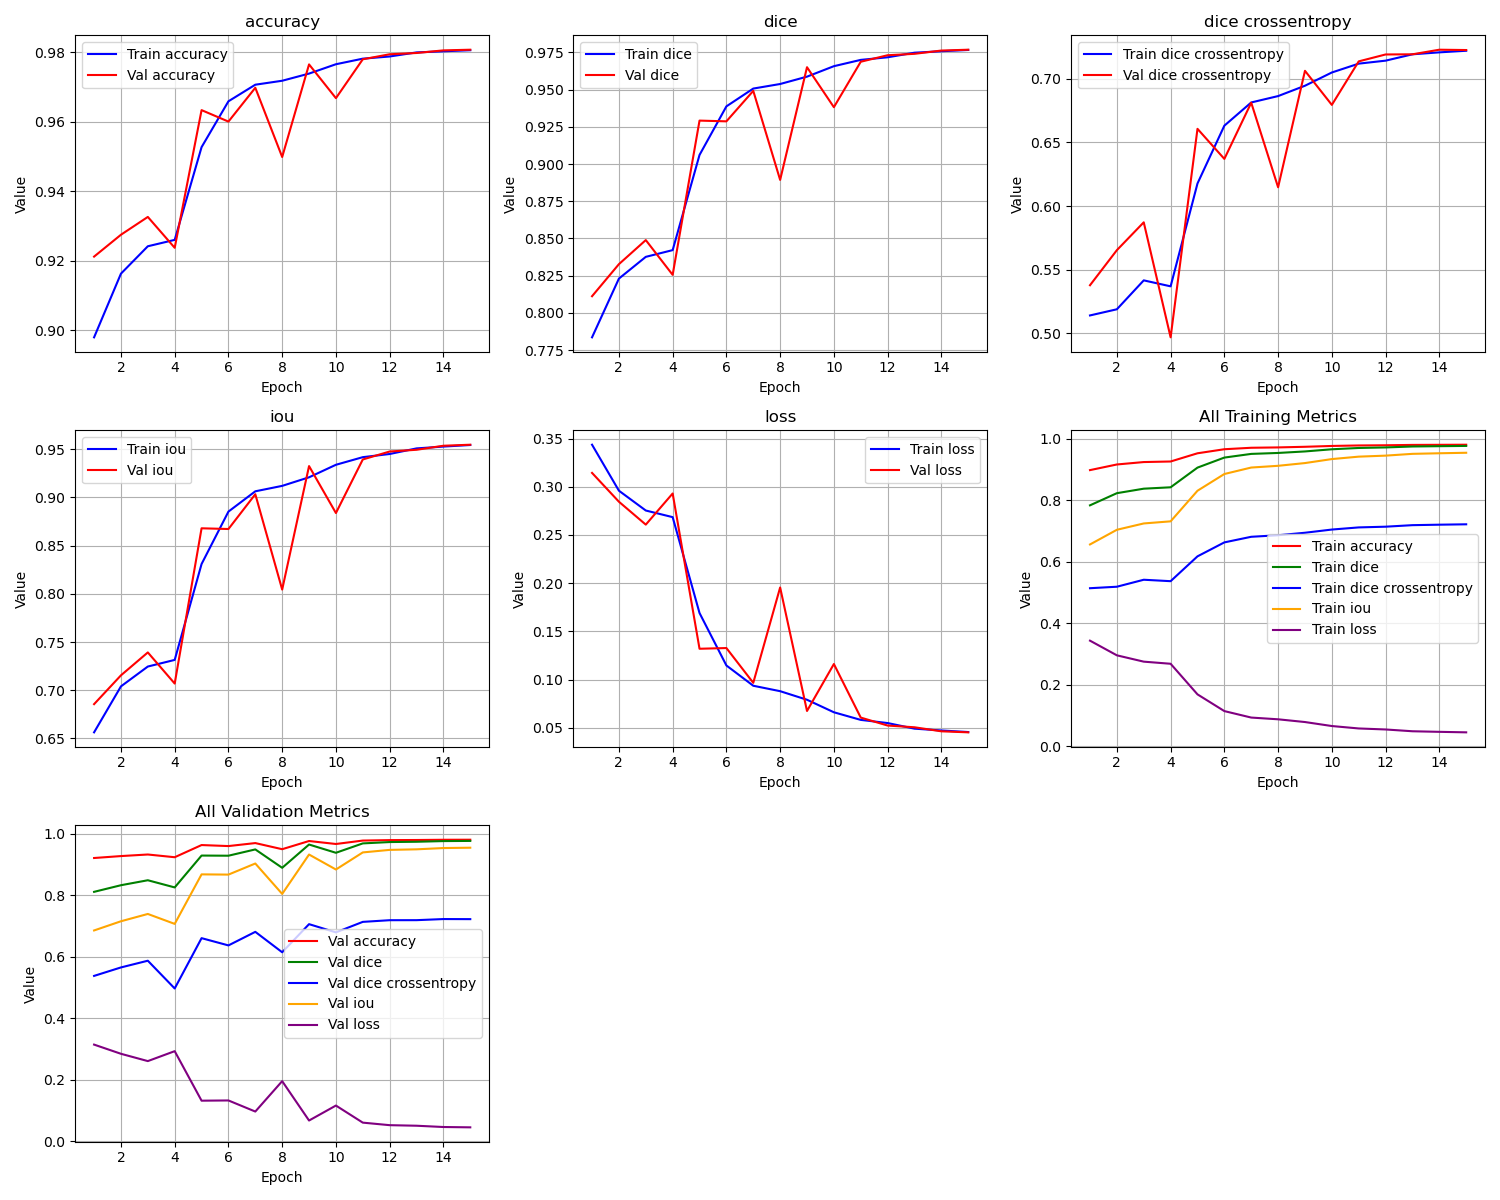 accuracy
0.98
0.96
0.94
0.92
0.90
Value
Train accuracy
Val accuracy
2 4 6 8 10 12 14
Epoch
dice
0.975
0.950
0.925
0.900
0.875
0.850
0.825
0.800
0.775
Value
Train dice
Val dice
2 4 6 8 10 12 14
Epoch
dice crossentropy
0.70
0.65
0.60
0.55
0.50
Value
Train dice crossentropy
Val dice crossentropy
2 4 6 8 10 12 14
Epoch
iou
0.95
0.90
0.85
0.80
0.75
0.70
0.65
Value
Train iou
Val iou
2 4 6 8 10 12 14
Epoch
loss
0.35
0.30
0.25
0.20
0.15
0.10
0.05
Value
Train loss
Val loss
2 4 6 8 10 12 14
Epoch
All Training Metrics
1.0
0.8
0.6
0.4
0.2
0.0
Value
Train accuracy
Train dice
Train dice crossentropy
Train iou
Train loss
2 4 6 8 10 12 14
Epoch
All Validation Metrics
1.0
0.8
0.6
0.4
0.2
0.0
Value
Val accuracy
Val dice
Val dice crossentropy
Val iou
Val loss
2 4 6 8 10 12 14
Epoch